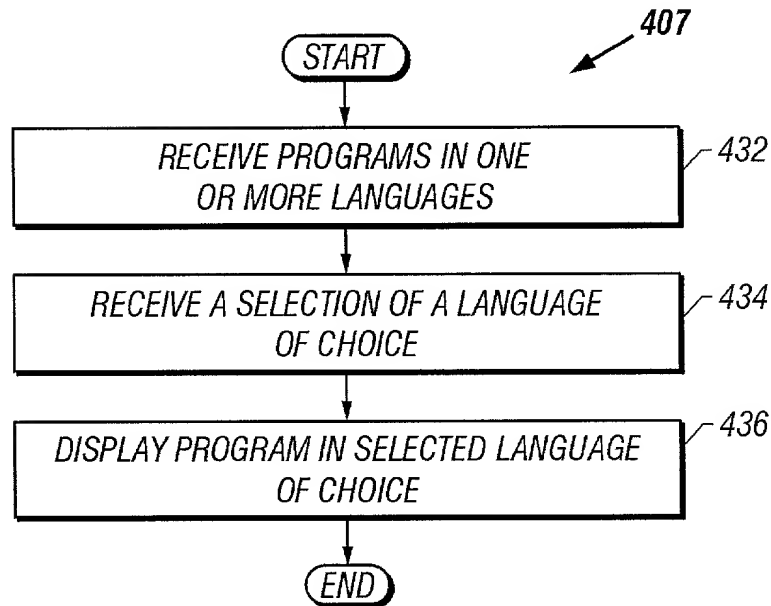 407
START
RECEIVE PROGRAMS IN ONE
OR MORE LANGUAGES
432
RECEIVE A SELECTION OF A LANGUAGE
OF CHOICE
434
DISPLAY PROGRAM IN SELECTED LANGUAGE
OF CHOICE
436
END